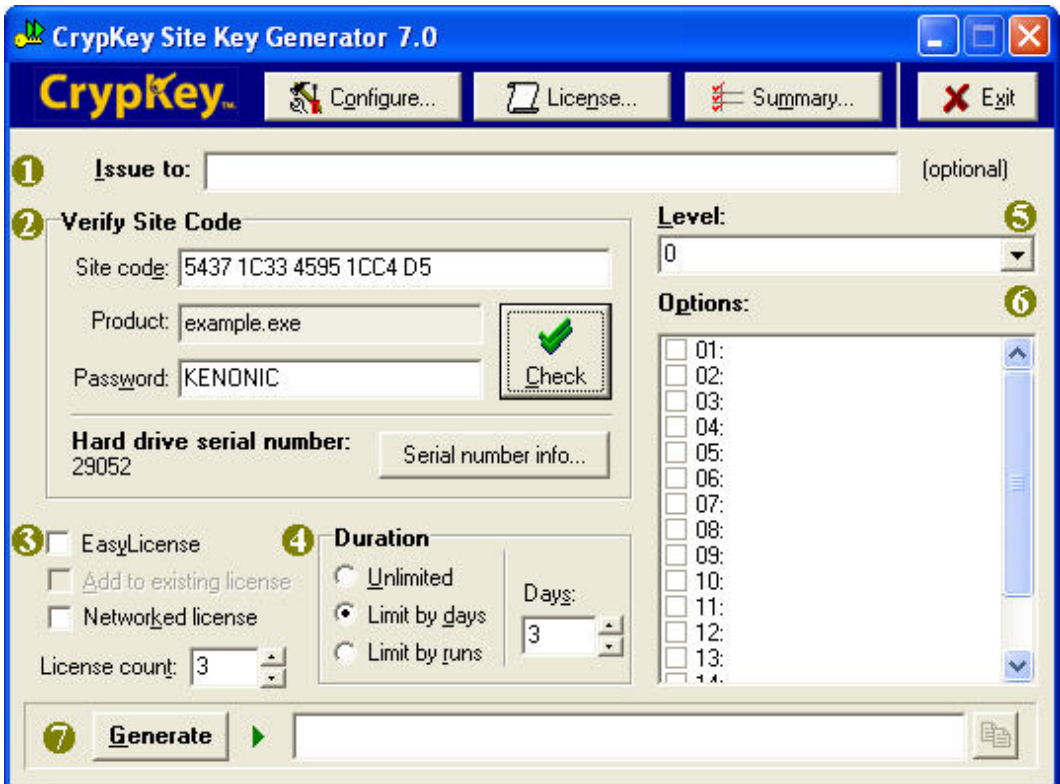 CrypKey Site Key Generator 7.0
CrypKey™ Configure... License... Summary... Exit
1 Issue to: (optional)
2 Verify Site Code
Site code: 5437 1C33 4595 1CC4 D5
Product: example.exe
Password: KENONIC
Check
Hard drive serial number:
29052
Serial number info...
3 EasyLicense
Add to existing license
Networked license
License count: 3
4 Duration
Unlimited
Limit by days
Limit by runs
Days:
3
Level: 5
0
Options: 6
01:
02:
03:
04:
05:
06:
07:
08:
09:
10:
11:
12:
13:
14:
7 Generate